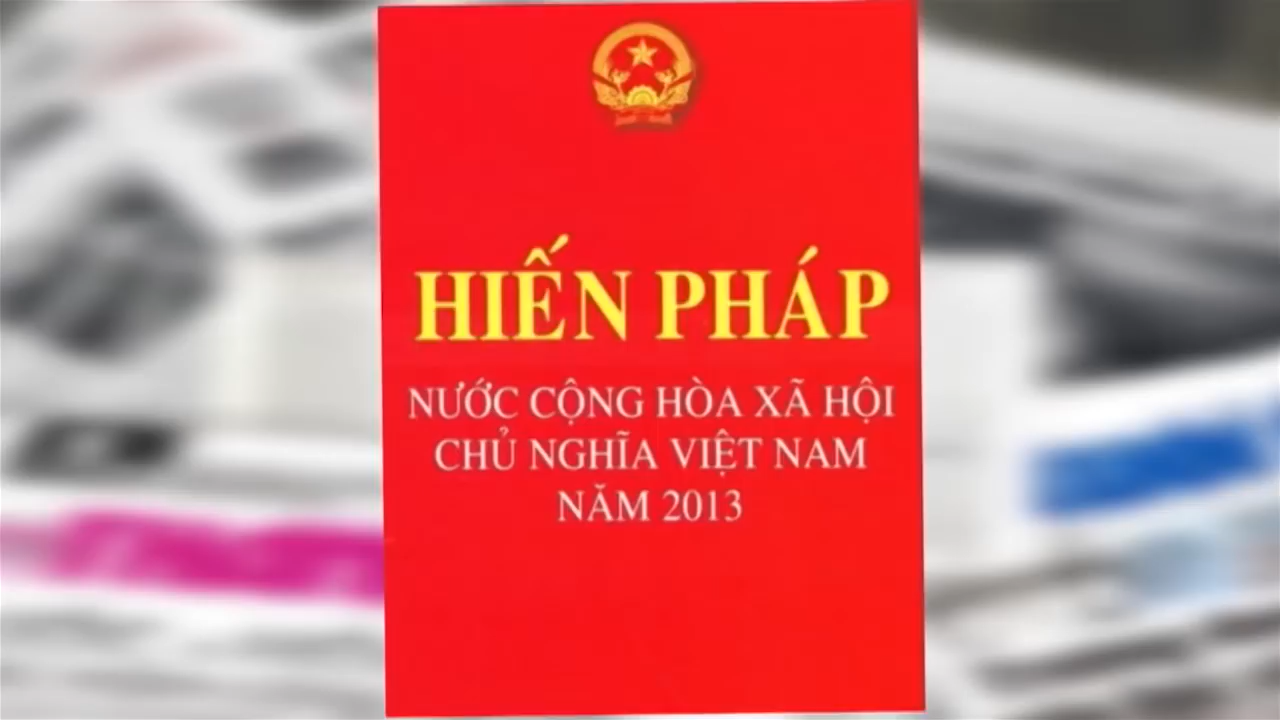 HIẾN PHÁP
NƯỚC CỘNG HÒA XÃ HỘI
CHỦ NGHĨA VIỆT NAM
NĂM 2013